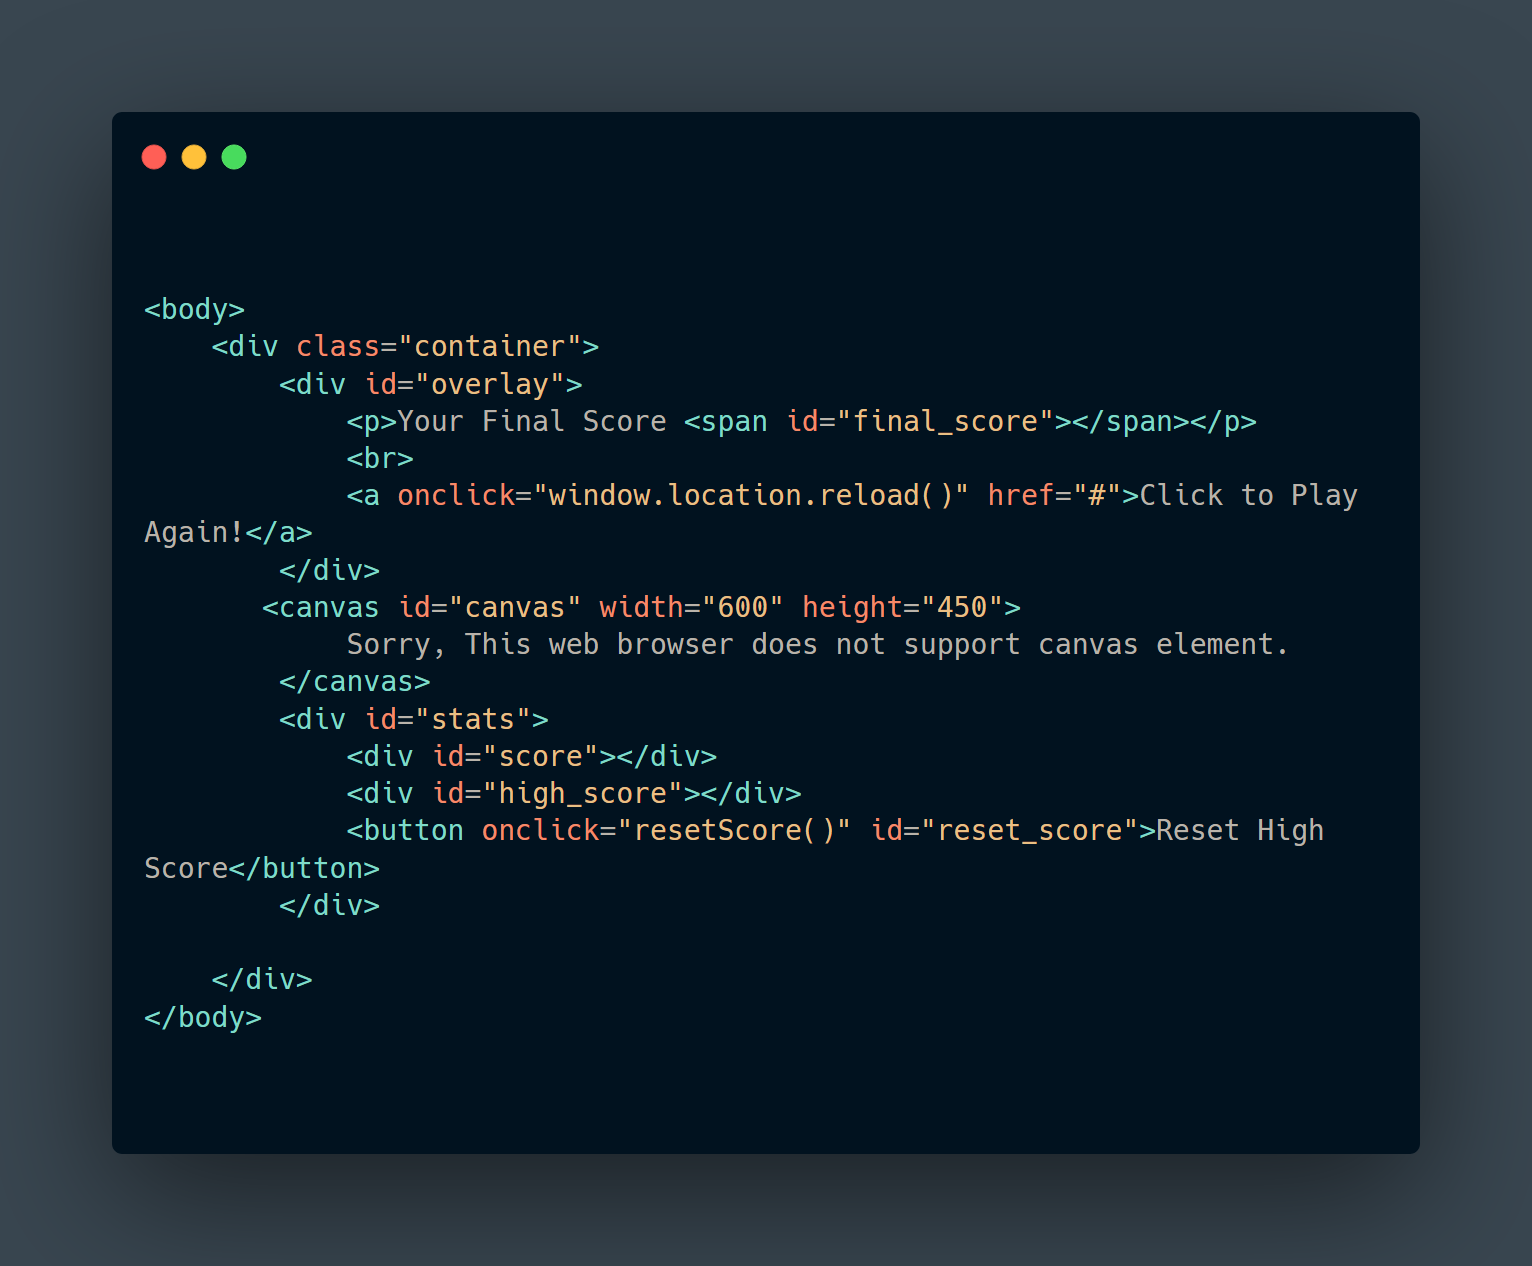 <body>
    <div class="container">
        <div id="overlay">
            <p>Your Final Score <span id="final_score"></span></p>
            <br>
            <a onclick="window.location.reload()" href="#">Click to Play
Again!</a>
        </div>
       <canvas id="canvas" width="600" height="450">
            Sorry, This web browser does not support canvas element.
        </canvas>
        <div id="stats">
            <div id="score"></div>
            <div id="high_score"></div>
            <button onclick="resetScore()" id="reset_score">Reset High
Score</button>
        </div>

    </div>
</body>